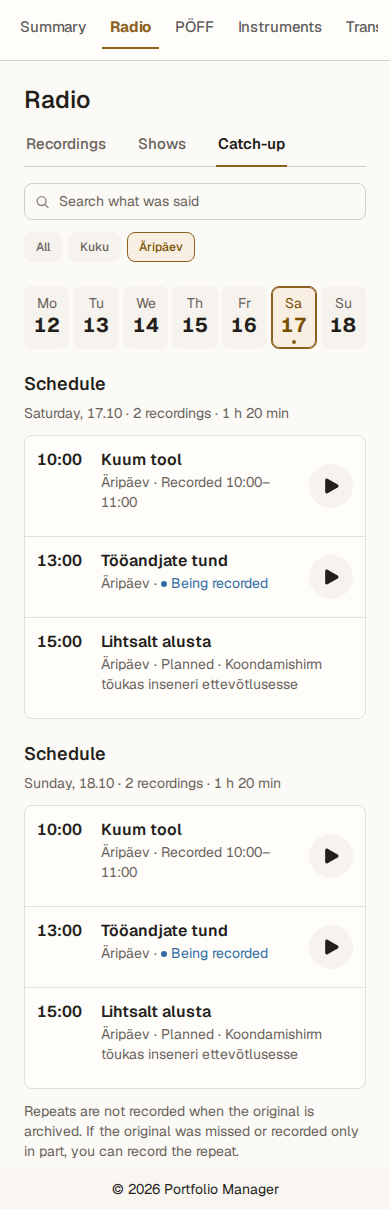 Summary Radio PÖFF Instruments Trans
Radio
Recordings Shows Catch-up
Search what was said
All Kuku Äripäev
Mo Tu We Th Fr Sa Su
12 13 14 15 16 17 18
Schedule
Saturday, 17.10 · 2 recordings · 1 h 20 min
10:00 Kuum tool
Äripäev · Recorded 10:00–
11:00
13:00 Tööandjate tund
Äripäev · Being recorded
15:00 Lihtsalt alusta
Äripäev · Planned · Koondamishirm
tõukas inseneri ettevõtlusesse
Schedule
Sunday, 18.10 · 2 recordings · 1 h 20 min
10:00 Kuum tool
Äripäev · Recorded 10:00–
11:00
13:00 Tööandjate tund
Äripäev · Being recorded
15:00 Lihtsalt alusta
Äripäev · Planned · Koondamishirm
tõukas inseneri ettevõtlusesse
Repeats are not recorded when the original is
archived. If the original was missed or recorded only
in part, you can record the repeat.
© 2026 Portfolio Manager